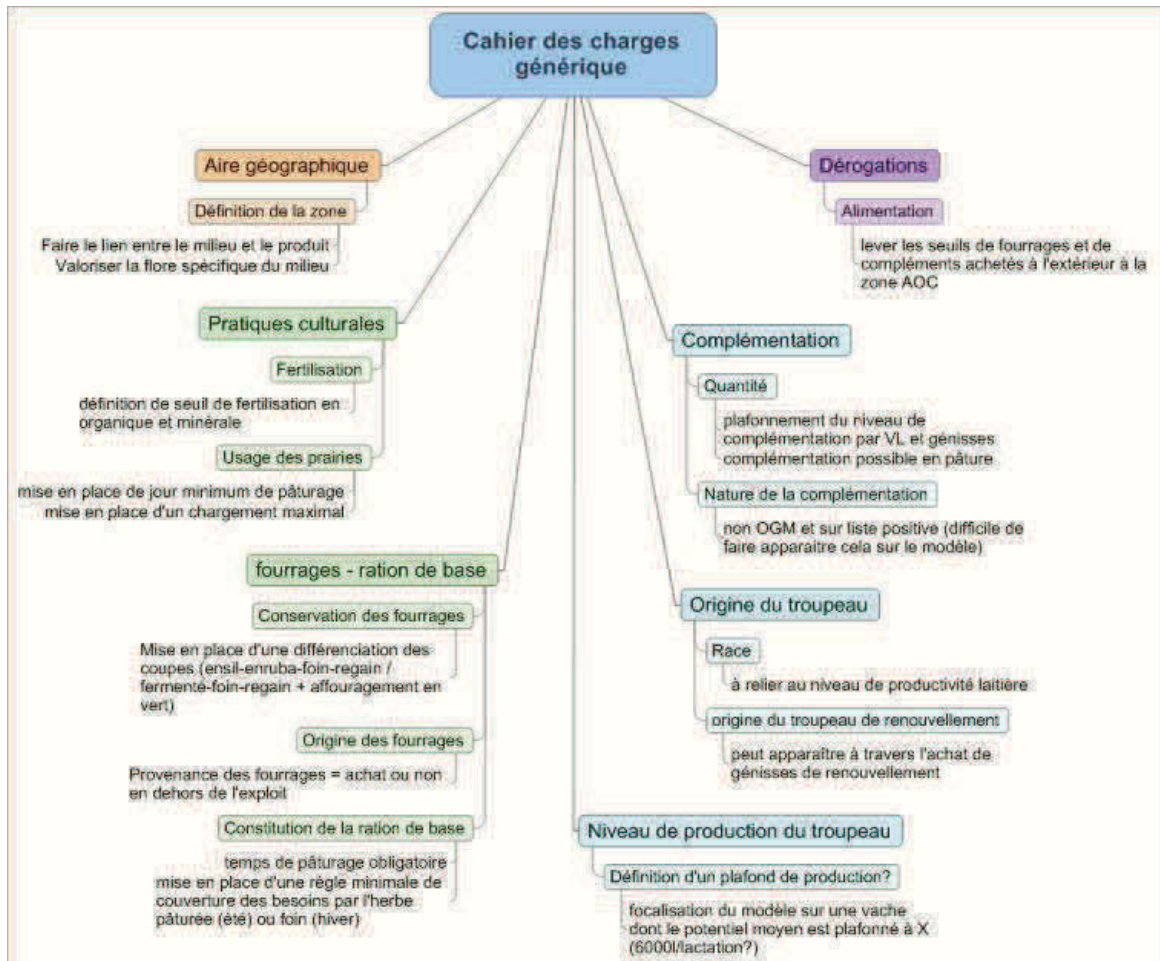 Cahier des charges
générique
Aire géographique
Définition de la zone
Faire le lien entre le milieu et le produit
Valoriser la flore spécifique du milieu
Pratiques culturales
Fertilisation
définition de seuil de fertilisation en
organique et minérale
Usage des prairies
mise en place de jour minimum de pâturage
mise en place d'un chargement maximal
fourrages - ration de base
Conservation des fourrages
Mise en place d'une différenciation des
coupes (ensil-enruba-foin-regain /
fermenté-foin-regain + affouragement en
vert)
Origine des fourrages
Provenance des fourrages = achat ou non
en dehors de l'exploit
Constitution de la ration de base
temps de pâturage obligatoire
mise en place d'une règle minimale de
couverture des besoins par l'herbe
pâturée (été) ou foin (hiver)
Dérogations
Alimentation
lever les seuils de fourrages et de
compléments achetés à l'extérieur à la
zone AOC
Complémentation
Quantité
plafonnement du niveau de
complémentation par VL et génisses
complémentation possible en pâture
Nature de la complémentation
non OGM et sur liste positive (difficile de
faire apparaitre cela sur le modèle)
Origine du troupeau
Race
à relier au niveau de productivité laitière
origine du troupeau de renouvellement
peut apparaître à travers l'achat de
génisses de renouvellement
Niveau de production du troupeau
Définition d'un plafond de production?
focalisation du modèle sur une vache
dont le potentiel moyen est plafonné à X
(6000l/lactation?)